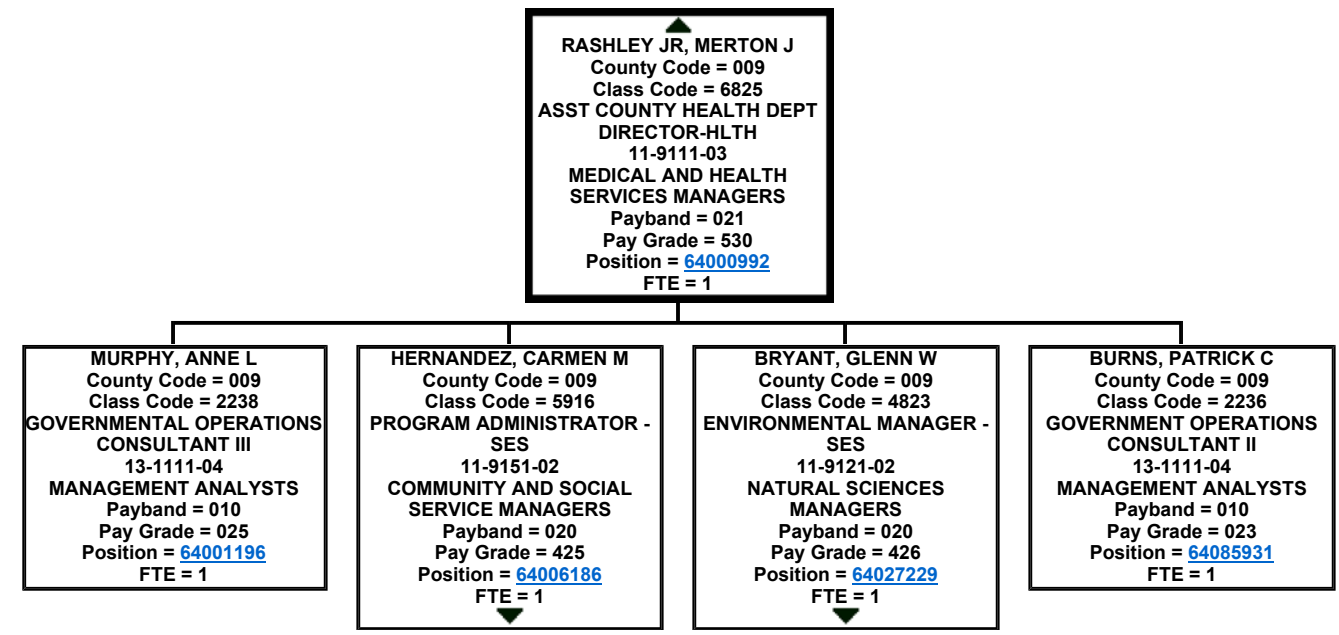 RASHLEY JR, MERTON J
County Code = 009
Class Code = 6825
ASST COUNTY HEALTH DEPT
DIRECTOR-HLTH
11-9111-03
MEDICAL AND HEALTH
SERVICES MANAGERS
Payband = 021
Pay Grade = 530
Position = 64000992
FTE = 1
MURPHY, ANNE L
County Code = 009
Class Code = 2238
GOVERNMENTAL OPERATIONS
CONSULTANT III
13-1111-04
MANAGEMENT ANALYSTS
Payband = 010
Pay Grade = 025
Position = 64001196
FTE = 1
HERNANDEZ, CARMEN M
County Code = 009
Class Code = 5916
PROGRAM ADMINISTRATOR -
SES
11-9151-02
COMMUNITY AND SOCIAL
SERVICE MANAGERS
Payband = 020
Pay Grade = 425
Position = 64006186
FTE = 1
BRYANT, GLENN W
County Code = 009
Class Code = 4823
ENVIRONMENTAL MANAGER -
SES
11-9121-02
NATURAL SCIENCES
MANAGERS
Payband = 020
Pay Grade = 426
Position = 64027229
FTE = 1
BURNS, PATRICK C
County Code = 009
Class Code = 2236
GOVERNMENT OPERATIONS
CONSULTANT II
13-1111-04
MANAGEMENT ANALYSTS
Payband = 010
Pay Grade = 023
Position = 64085931
FTE = 1